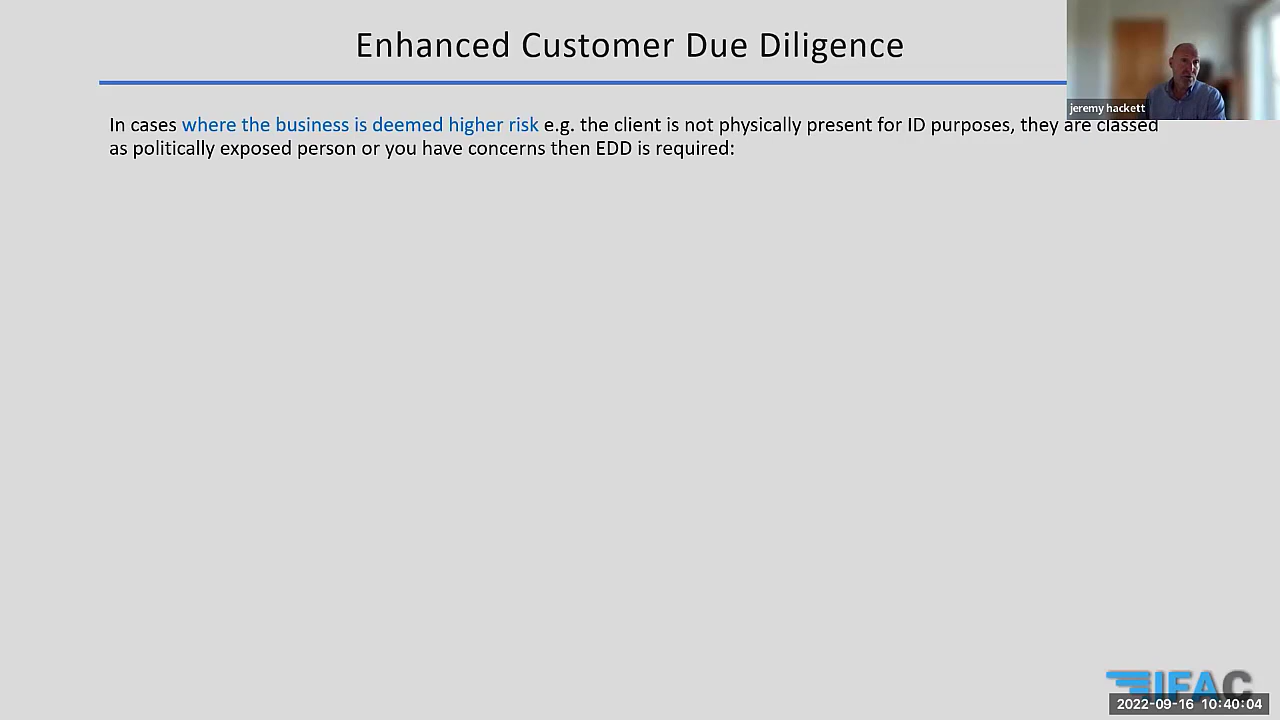 Enhanced Customer Due Diligence
jeremy hackett
In cases where the business is deemed higher risk e.g. the client is not physically present for ID purposes, they are classed
as politically exposed person or you have concerns then EDD is required:
IFAC
2022-09-16 10:40:04